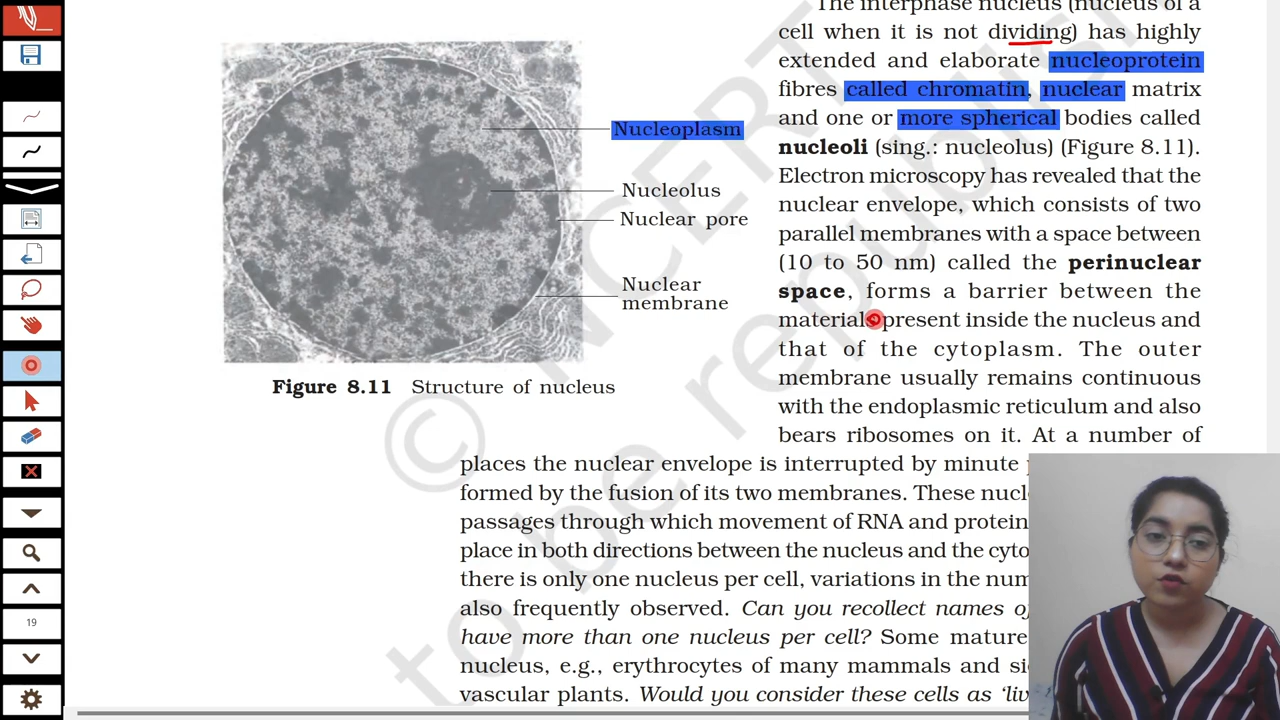 The interphase nucleus (nucleus of a
cell when it is not dividing) has highly
extended and elaborate nucleoprotein
fibres called chromatin, nuclear matrix
and one or more spherical bodies called
nucleoli (sing.: nucleolus) (Figure 8.11).
Electron microscopy has revealed that the
nuclear envelope, which consists of two
parallel membranes with a space between
(10 to 50 nm) called the perinuclear
space, forms a barrier between the
materials present inside the nucleus and
that of the cytoplasm. The outer
membrane usually remains continuous
with the endoplasmic reticulum and also
bears ribosomes on it. At a number of
places the nuclear envelope is interrupted by minute
formed by the fusion of its two membranes. These
passages through which movement of RNA and protein
place in both directions between the nucleus and the
there is only one nucleus per cell, variations in the
also frequently observed. Can you recollect names
have more than one nucleus per cell? Some mature
nucleus, e.g., erythrocytes of many mammals and
vascular plants. Would you consider these cells as
Nucleoplasm
Nucleolus
Nuclear pore
Nuclear
membrane
Figure 8.11 Structure of nucleus
© NCERT
to be republish
19